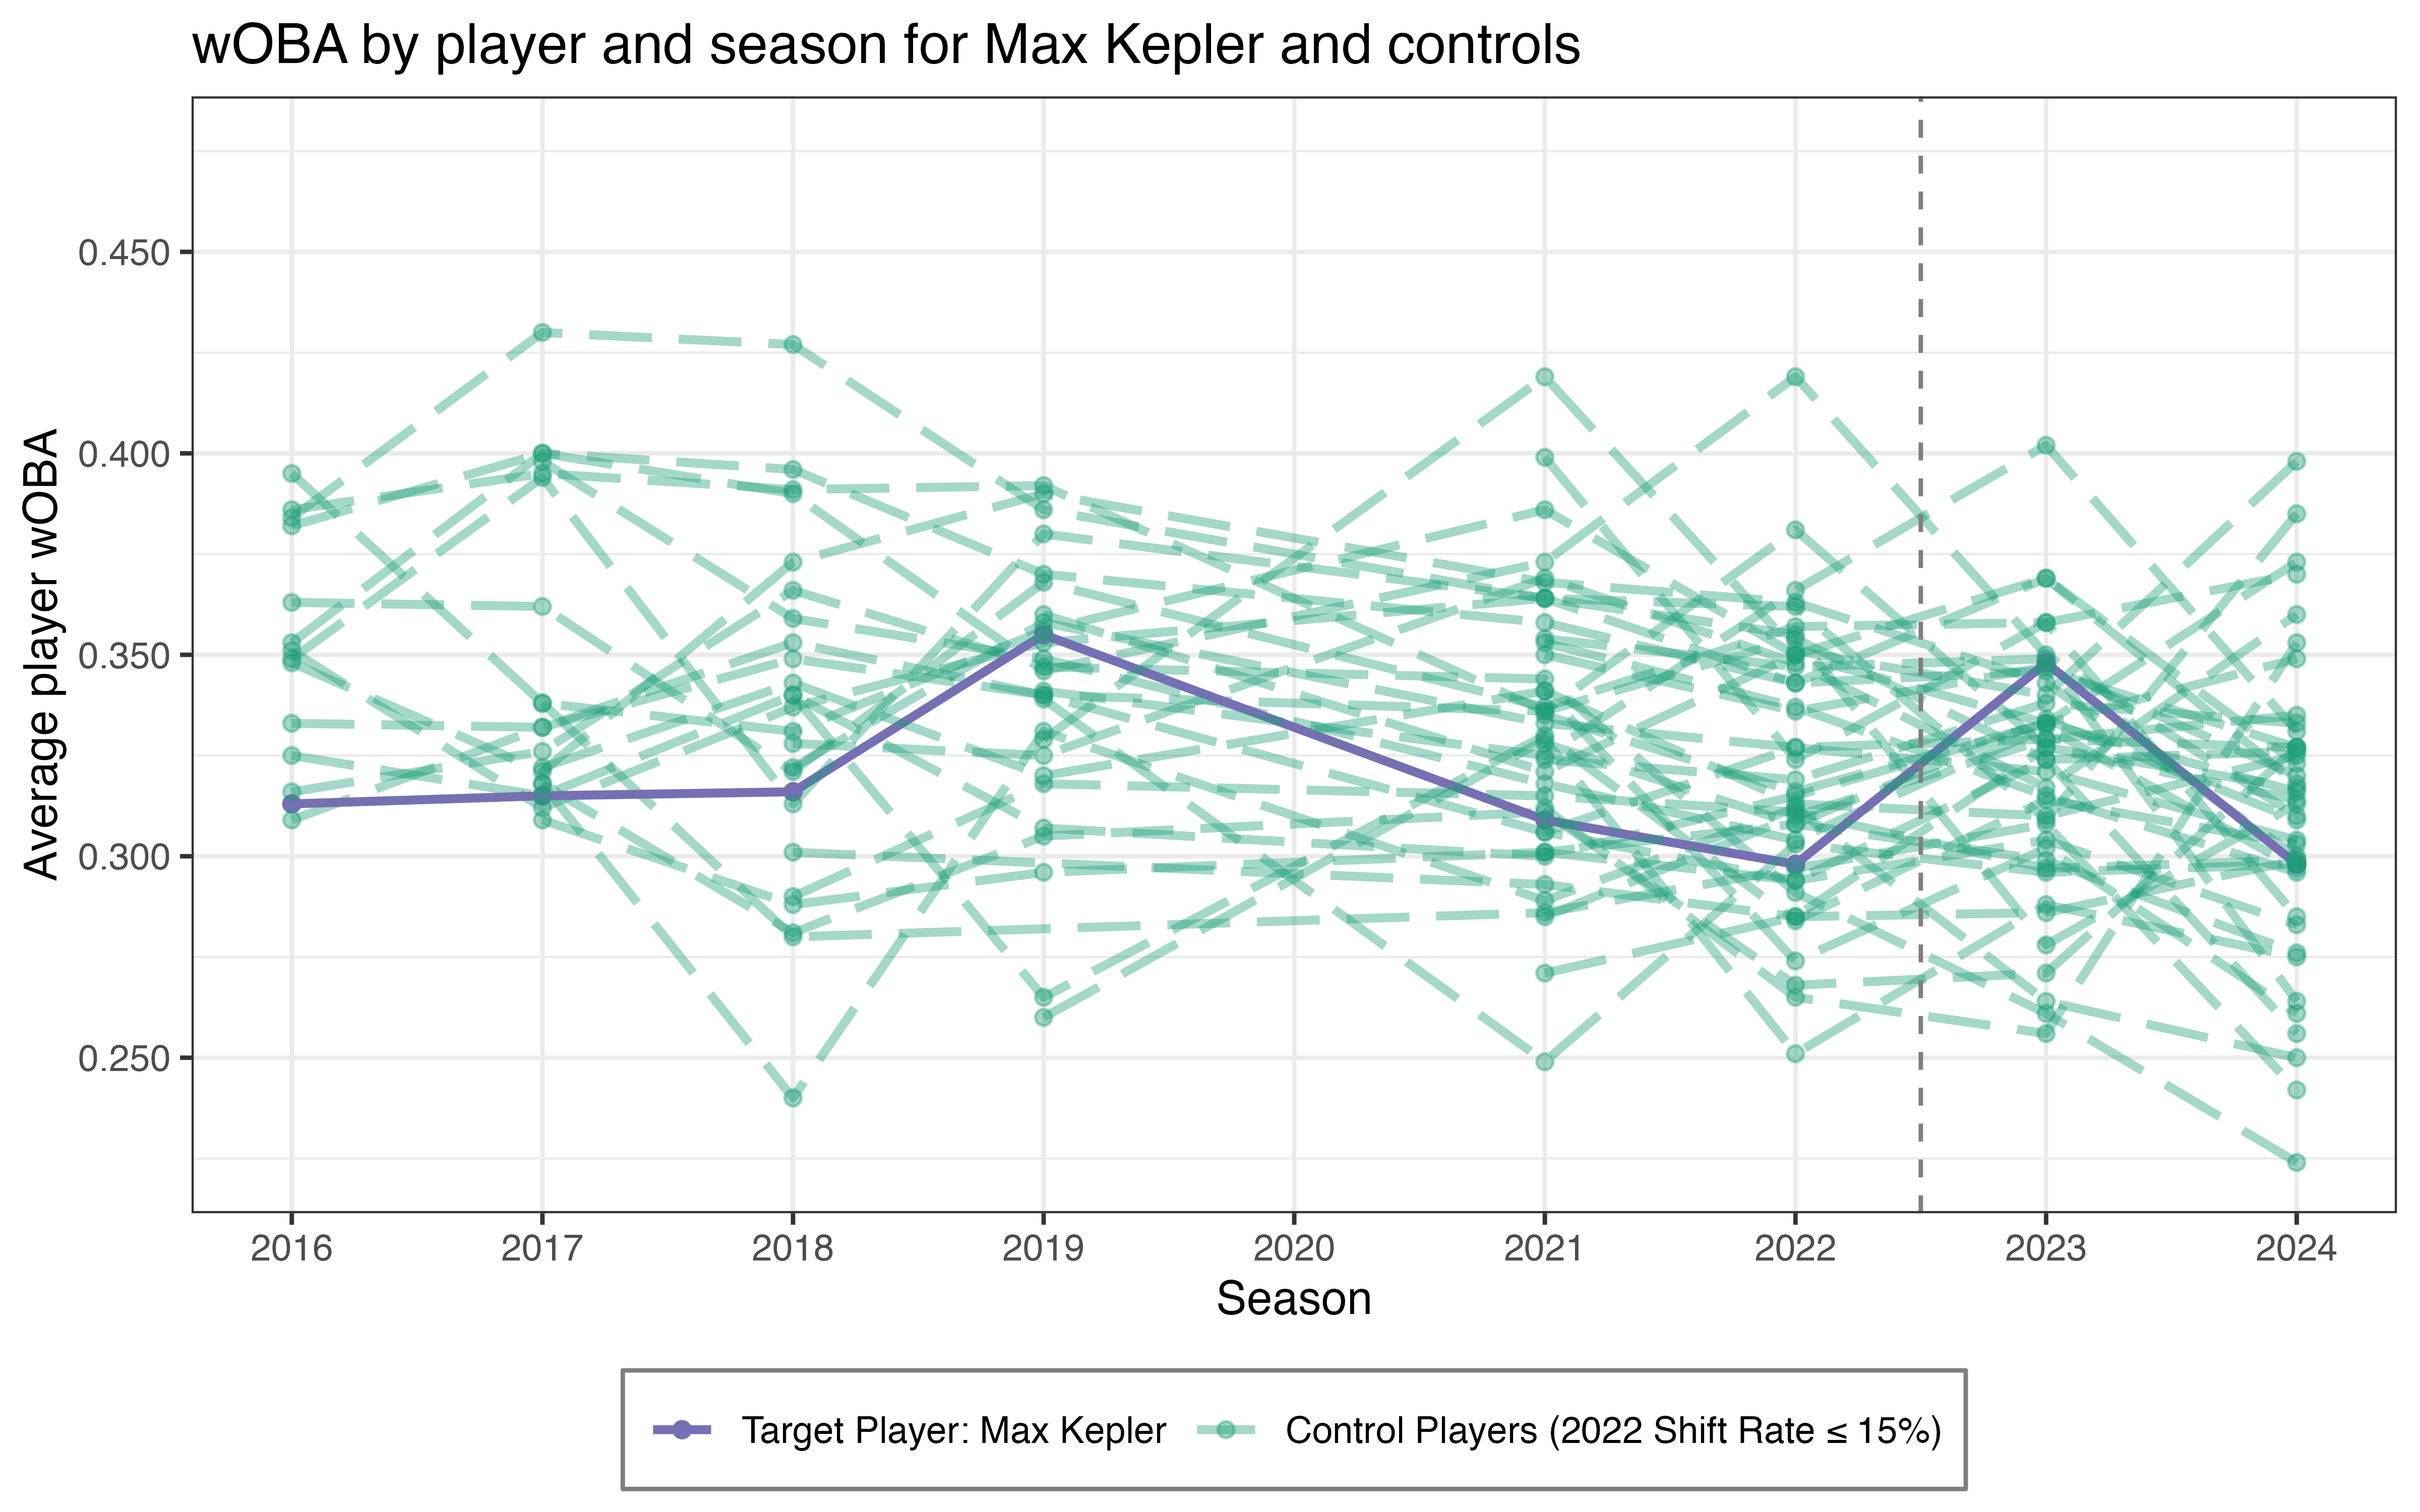 wOBA by player and season for Max Kepler and controls
Average player wOBA
0.450
0.400
0.350
0.300
0.250
2016 2017 2018 2019 2020 2021 2022 2023 2024
Season
Target Player: Max Kepler Control Players (2022 Shift Rate ≤ 15%)